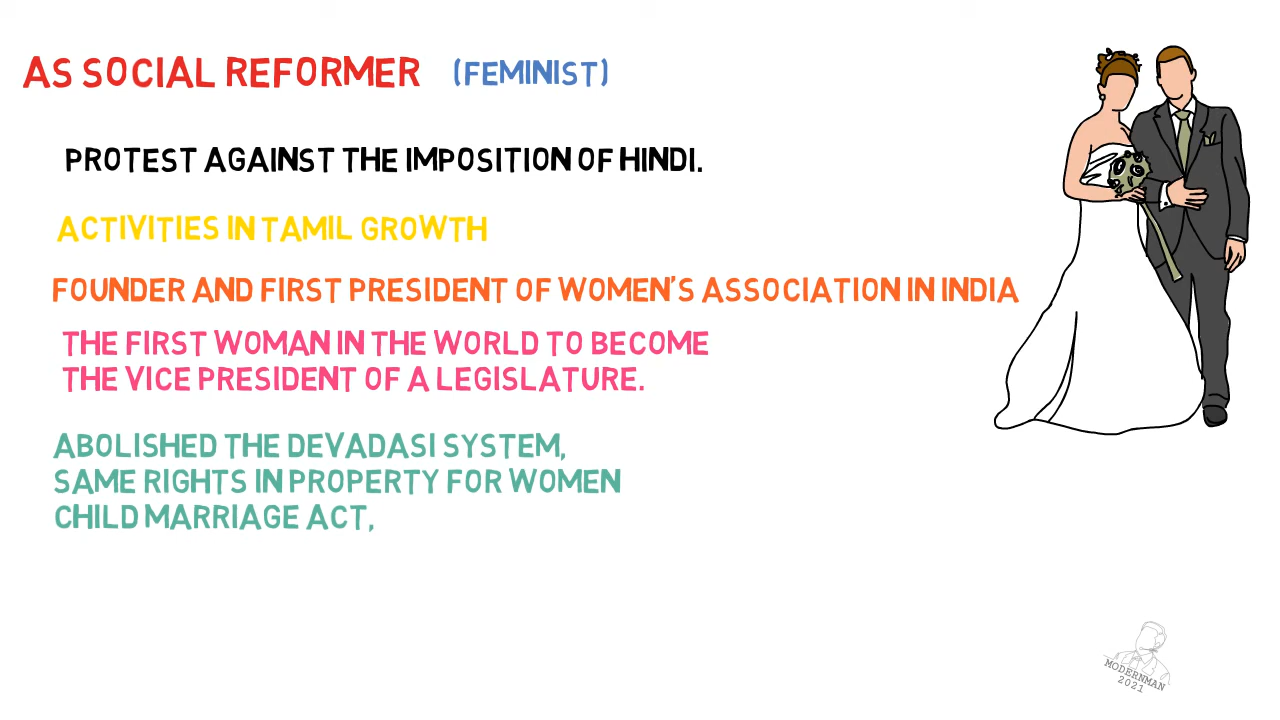 AS SOCIAL REFORMER (FEMINIST)
PROTEST AGAINST THE IMPOSITION OF HINDI.
ACTIVITIES IN TAMIL GROWTH
FOUNDER AND FIRST PRESIDENT OF WOMEN'S ASSOCIATION IN INDIA
THE FIRST WOMAN IN THE WORLD TO BECOME
THE VICE PRESIDENT OF A LEGISLATURE.
ABOLISHED THE DEVADASI SYSTEM,
SAME RIGHTS IN PROPERTY FOR WOMEN
CHILD MARRIAGE ACT,
MODERNMAN
2021